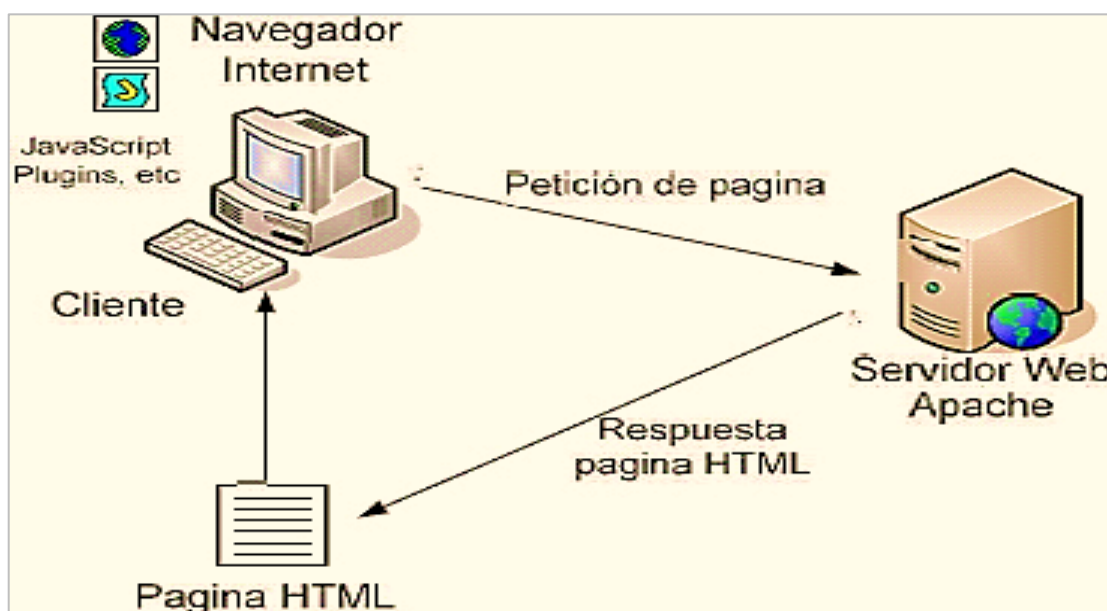 Navegador
Internet
JavaScript
Plugins, etc
Cliente
Petición de pagina
Servidor Web
Apache
Respuesta
pagina HTML
Pagina HTML